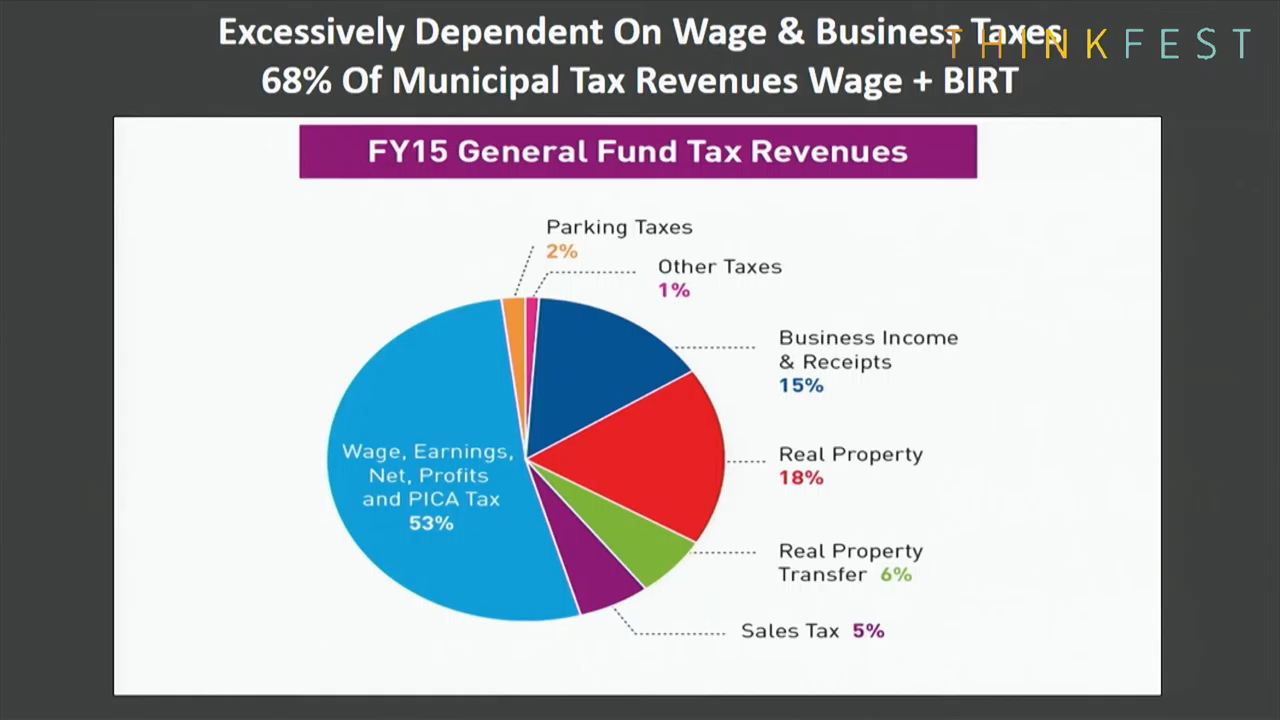 Excessively Dependent On Wage & Business Taxes
THINKFEST
68% Of Municipal Tax Revenues Wage + BIRT
FY15 General Fund Tax Revenues
Parking Taxes
2%
Other Taxes
1%
Business Income
& Receipts
15%
Wage, Earnings,
Net, Profits
and PICA Tax
53%
Real Property
18%
Real Property
Transfer 6%
Sales Tax 5%